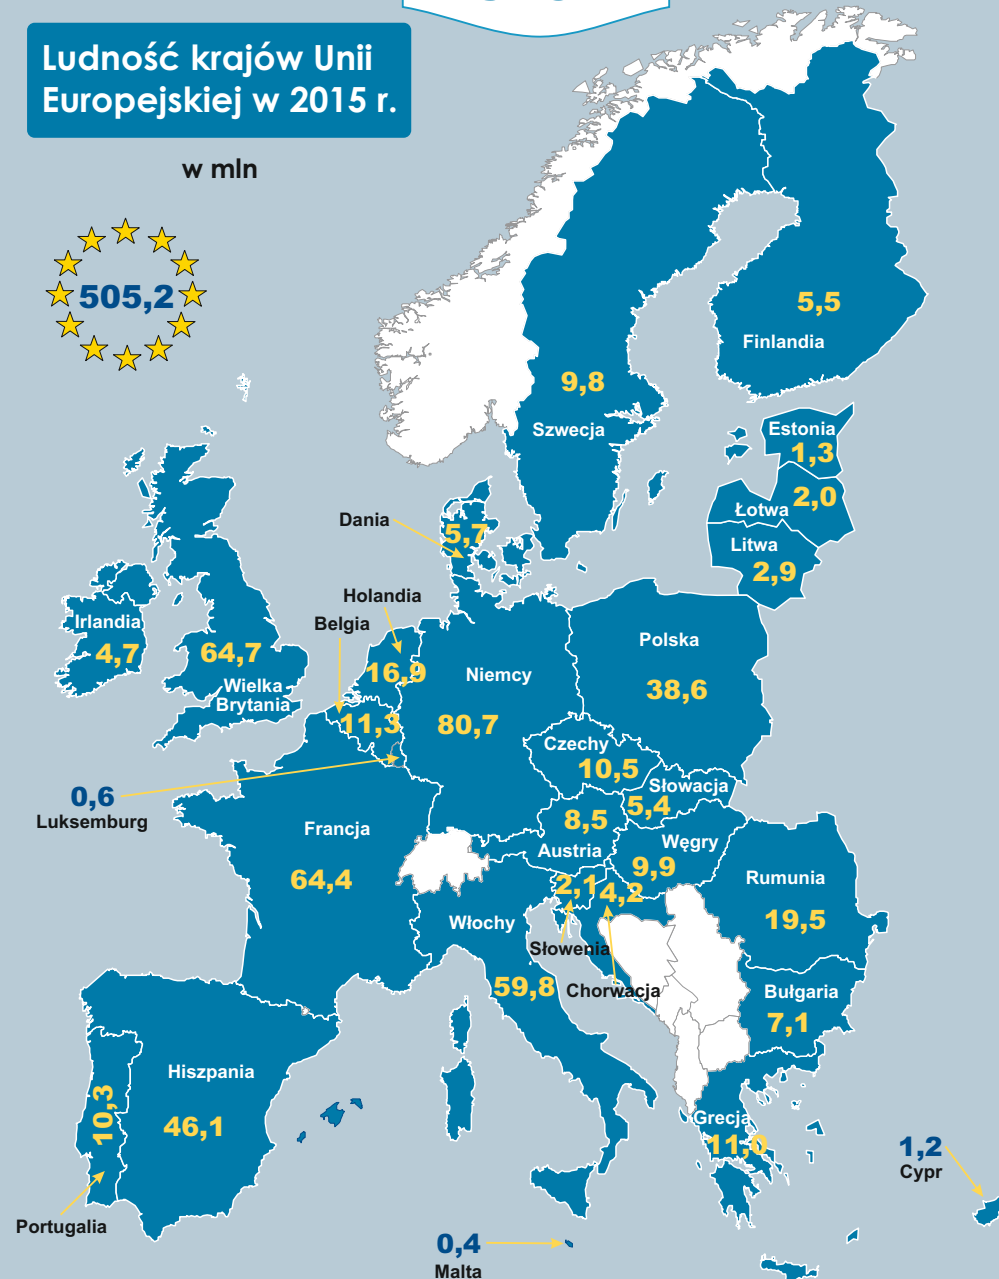 Ludność krajów Unii
Europejskiej w 2015 r.
w mln
505,2
5,5
Finlandia
9,8
Szwecja
Estonia
1,3
2,0
Łotwa
Litwa
2,9
Dania
5,7
Holandia
16,9
Belgia
11,3
Irlandia
4,7
64,7
Wielka
Brytania
Niemcy
80,7
Polska
38,6
Czechy
10,5
Słowacja
5,4
0,6
Luksemburg
Francja
64,4
8,5
Austria
Węgry
9,9
Rumunia
19,5
2,1
Słowenia
4,2
Chorwacja
Włochy
59,8
Bułgaria
7,1
Hiszpania
46,1
10,3
Portugalia
Grecja
11,0
1,2
Cypr
0,4
Malta